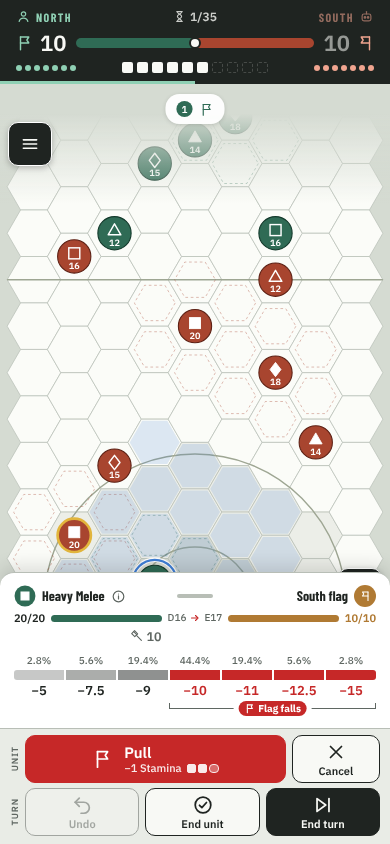 NORTH
1/35
SOUTH
10
10
1
18
14
15
12
16
16
12
20
18
14
15
20
Heavy Melee
South flag
20/20
D16
E17
10/10
10
2.8%
5.6%
19.4%
44.4%
19.4%
5.6%
2.8%
–5
–7.5
–9
–10
–11
–12.5
–15
Flag falls
UNIT
Pull
–1 Stamina
Cancel
TURN
Undo
End unit
End turn